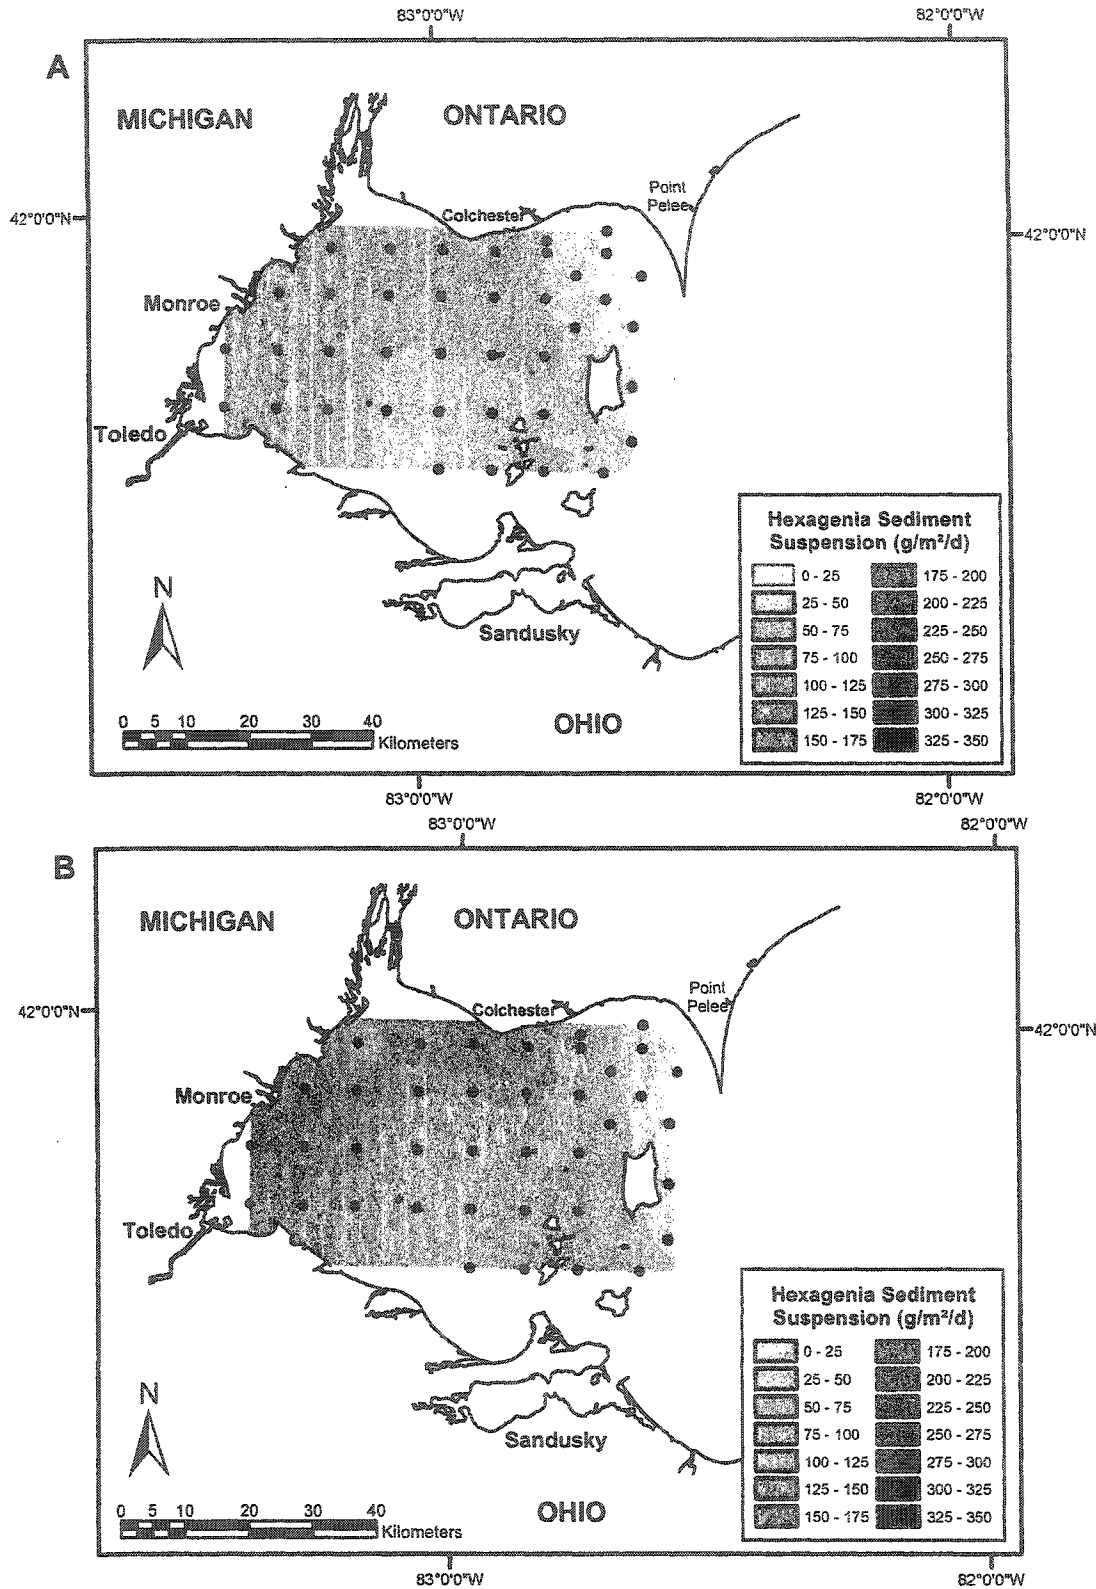 83°0'0"W 82°0'0"W
A
MICHIGAN ONTARIO
Point
Pelee
42°0'0"N
Colchester
42°0'0"N
Monroe
Toledo
Hexagenia Sediment
Suspension (g/m²/d)
0 - 25 175 - 200
25 - 50 200 - 225
50 - 75 225 - 250
75 - 100 250 - 275
100 - 125 275 - 300
125 - 150 300 - 325
150 - 175 325 - 350
N
Sandusky
OHIO
0 5 10 20 30 40
Kilometers
83°0'0"W 82°0'0"W
83°0'0"W 82°0'0"W
B
MICHIGAN ONTARIO
Point
Pelee
42°0'0"N
Colchester
42°0'0"N
Monroe
Toledo
Hexagenia Sediment
Suspension (g/m²/d)
0 - 25 175 - 200
25 - 50 200 - 225
50 - 75 225 - 250
75 - 100 250 - 275
100 - 125 275 - 300
125 - 150 300 - 325
150 - 175 325 - 350
N
Sandusky
OHIO
0 5 10 20 30 40
Kilometers
83°0'0"W 82°0'0"W